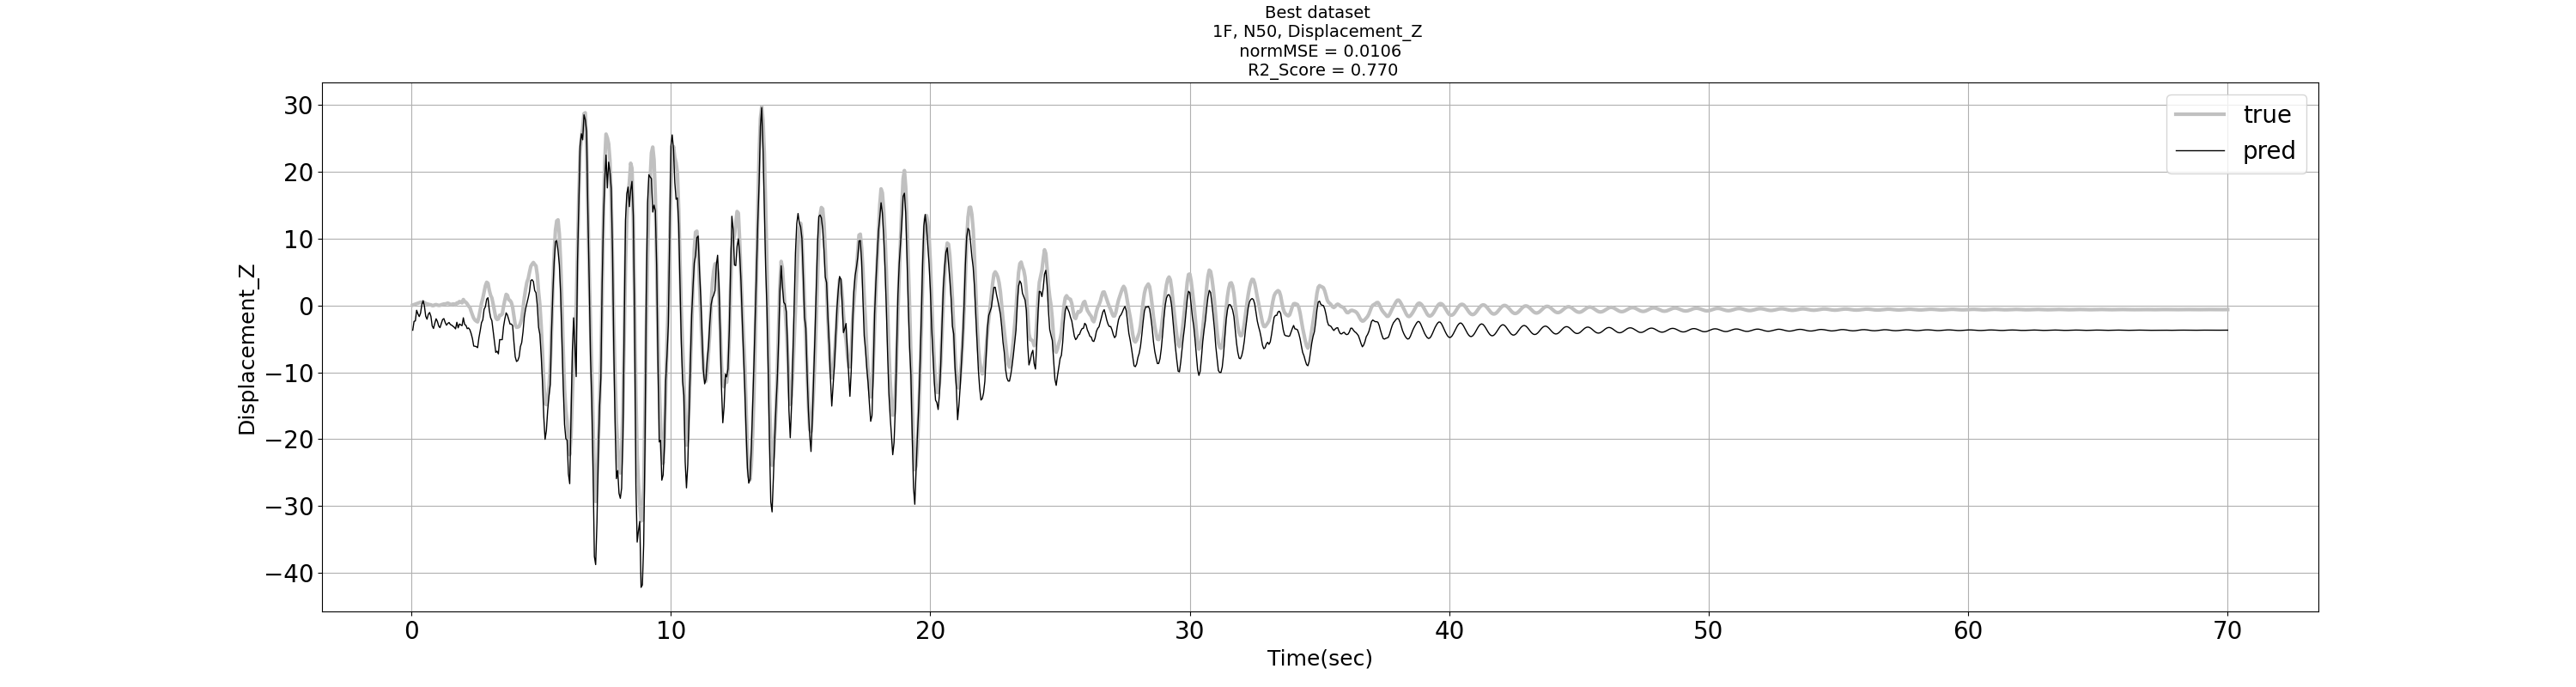 Best dataset
1F, N50, Displacement_Z
normMSE = 0.0106
R2_Score = 0.770
true
pred
Displacement_Z
30
20
10
0
−10
−20
−30
−40
0 10 20 30 40 50 60 70
Time(sec)